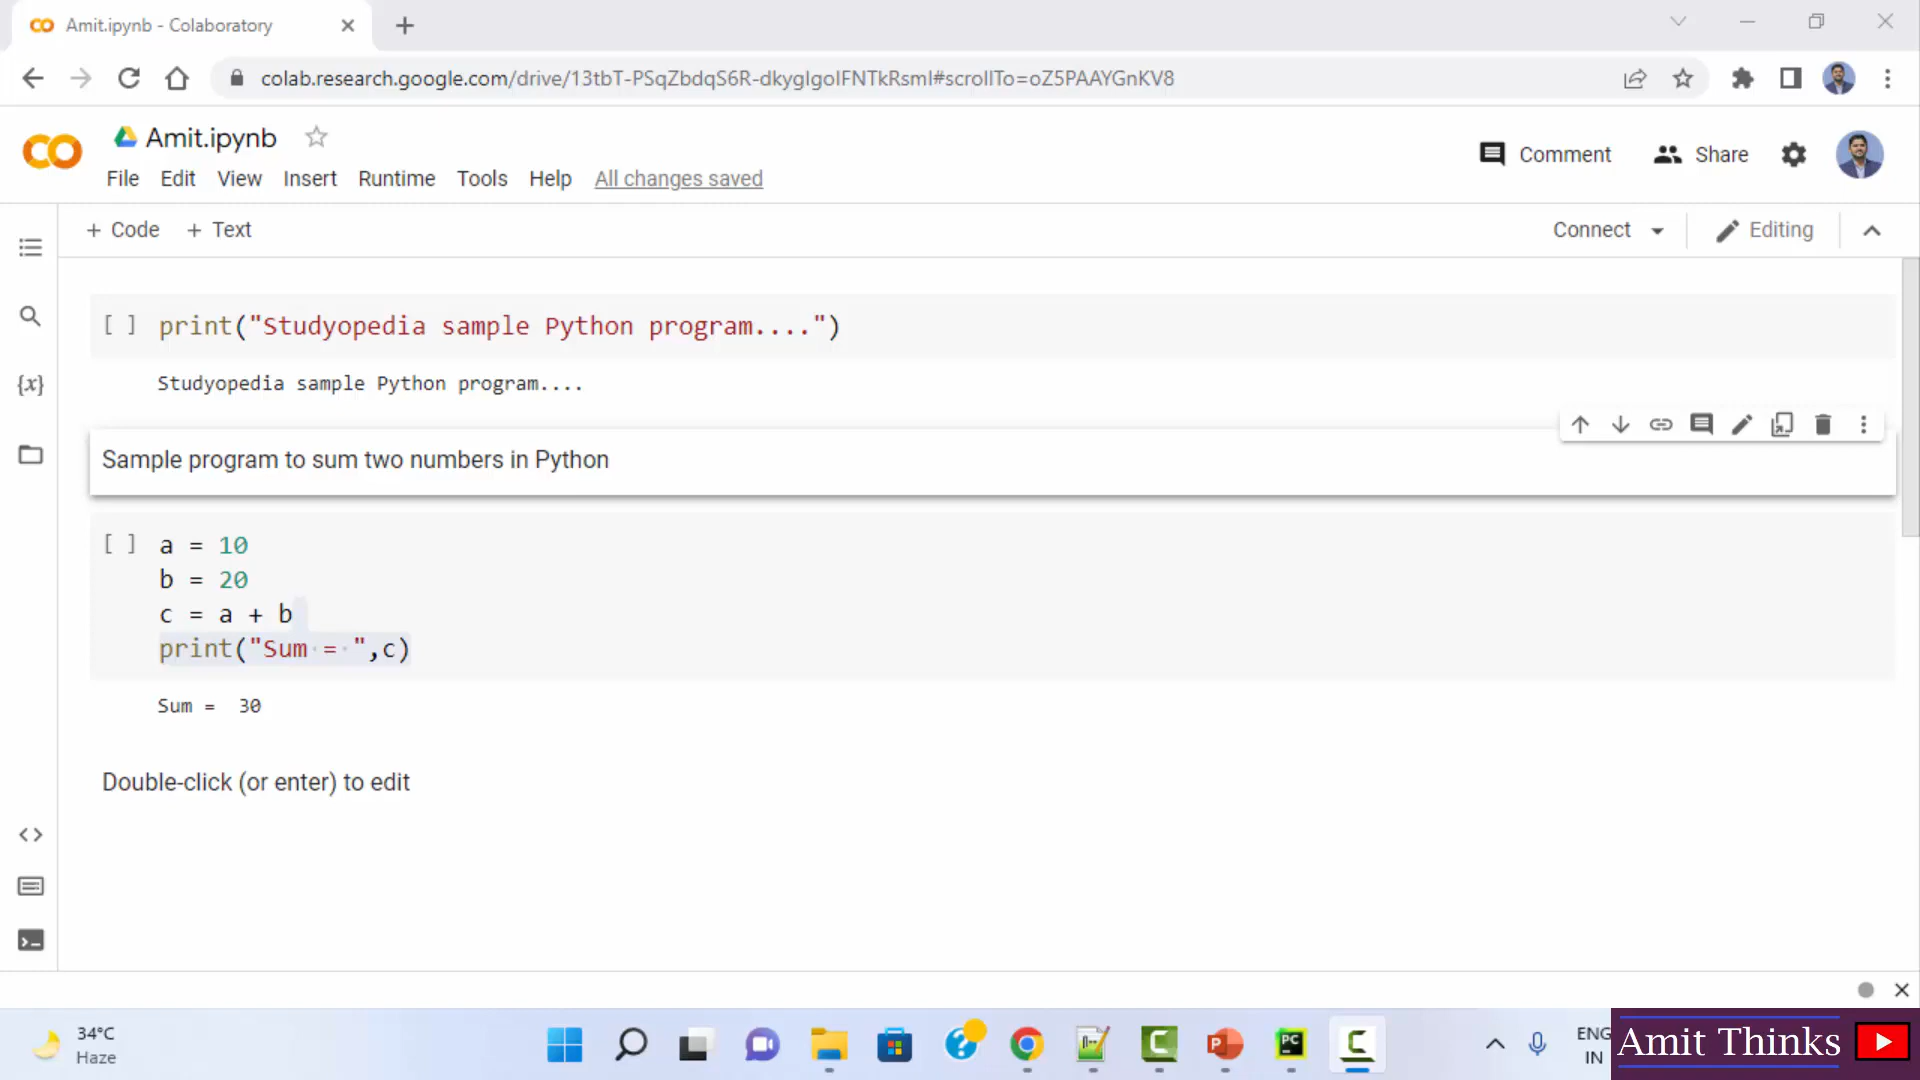 Amit.ipynb - Colaboratory
colab.research.google.com/drive/13tbT-PSqZbdqS6R-dkyglgolFNTkRsml#scrollTo=oZ5PAAYGnKV8
Amit.ipynb
Comment Share
File Edit View Insert Runtime Tools Help All changes saved
+ Code + Text Connect Editing
[ ] print("Studyopedia sample Python program....")
Studyopedia sample Python program....
Sample program to sum two numbers in Python
[ ] a = 10
b = 20
c = a + b
print("Sum = ",c)
Sum =  30
Double-click (or enter) to edit
34°C
Haze
ENG
IN
Amit Thinks